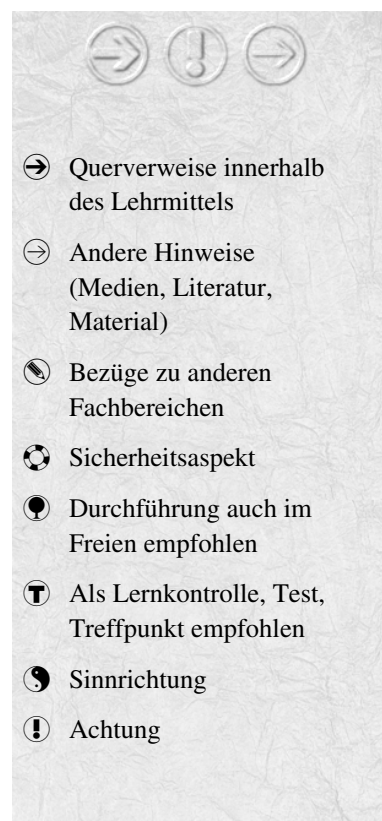 Querverweise innerhalb
des Lehrmittels
Andere Hinweise
(Medien, Literatur,
Material)
Bezüge zu anderen
Fachbereichen
Sicherheitsaspekt
Durchführung auch im
Freien empfohlen
T Als Lernkontrolle, Test,
Treffpunkt empfohlen
Sinnrichtung
! Achtung